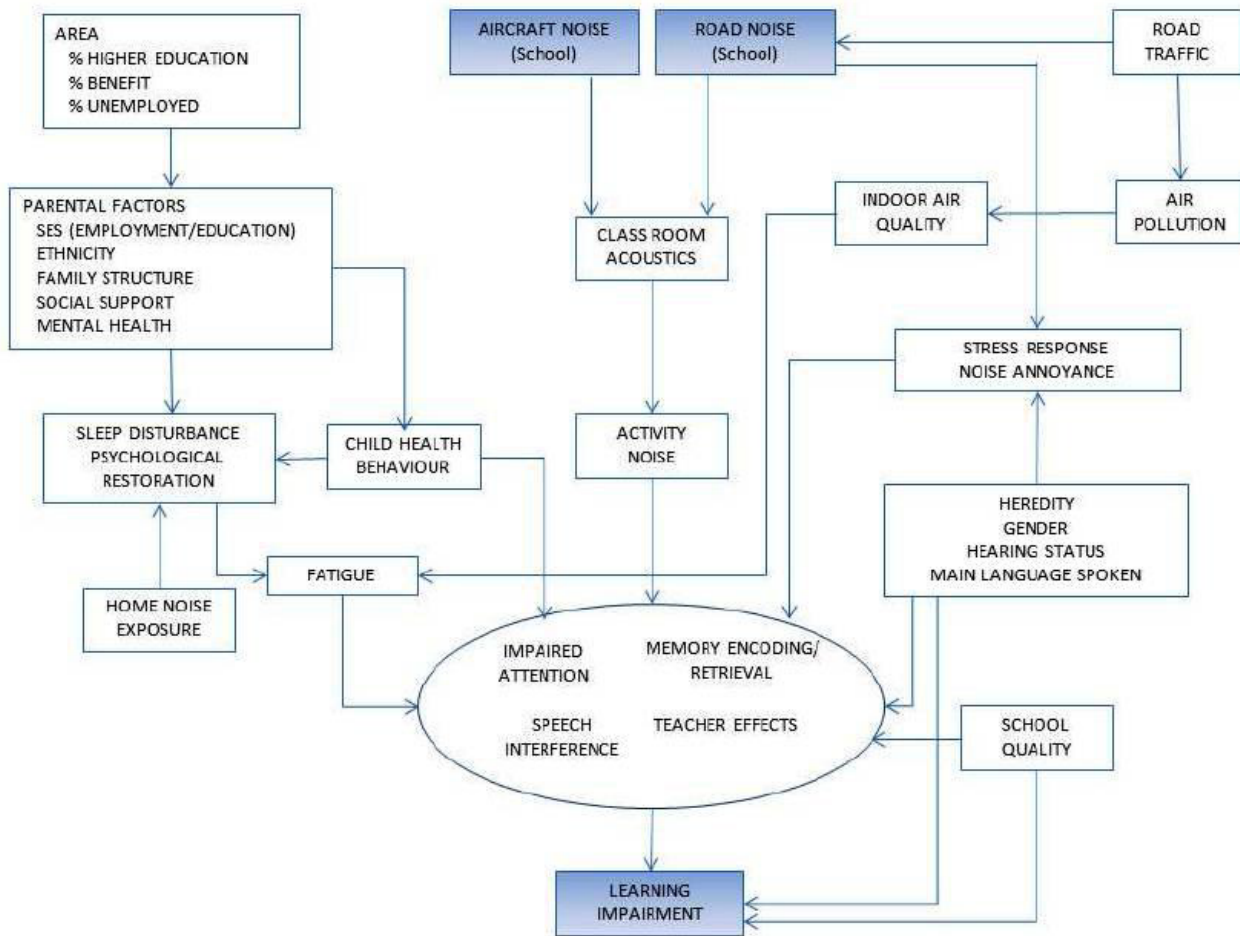 AREA
% HIGHER EDUCATION
% BENEFIT
% UNEMPLOYED
AIRCRAFT NOISE
(School)
ROAD NOISE
(School)
ROAD
TRAFFIC
PARENTAL FACTORS
SES (EMPLOYMENT/EDUCATION)
ETHNICITY
FAMILY STRUCTURE
SOCIAL SUPPORT
MENTAL HEALTH
CLASS ROOM
ACOUSTICS
INDOOR AIR
QUALITY
AIR
POLLUTION
STRESS RESPONSE
NOISE ANNOYANCE
SLEEP DISTURBANCE
PSYCHOLOGICAL
RESTORATION
CHILD HEALTH
BEHAVIOUR
ACTIVITY
NOISE
HEREDITY
GENDER
HEARING STATUS
MAIN LANGUAGE SPOKEN
FATIGUE
HOME NOISE
EXPOSURE
IMPAIRED
ATTENTION
MEMORY ENCODING/
RETRIEVAL
SPEECH
INTERFERENCE
TEACHER EFFECTS
SCHOOL
QUALITY
LEARNING
IMPAIRMENT